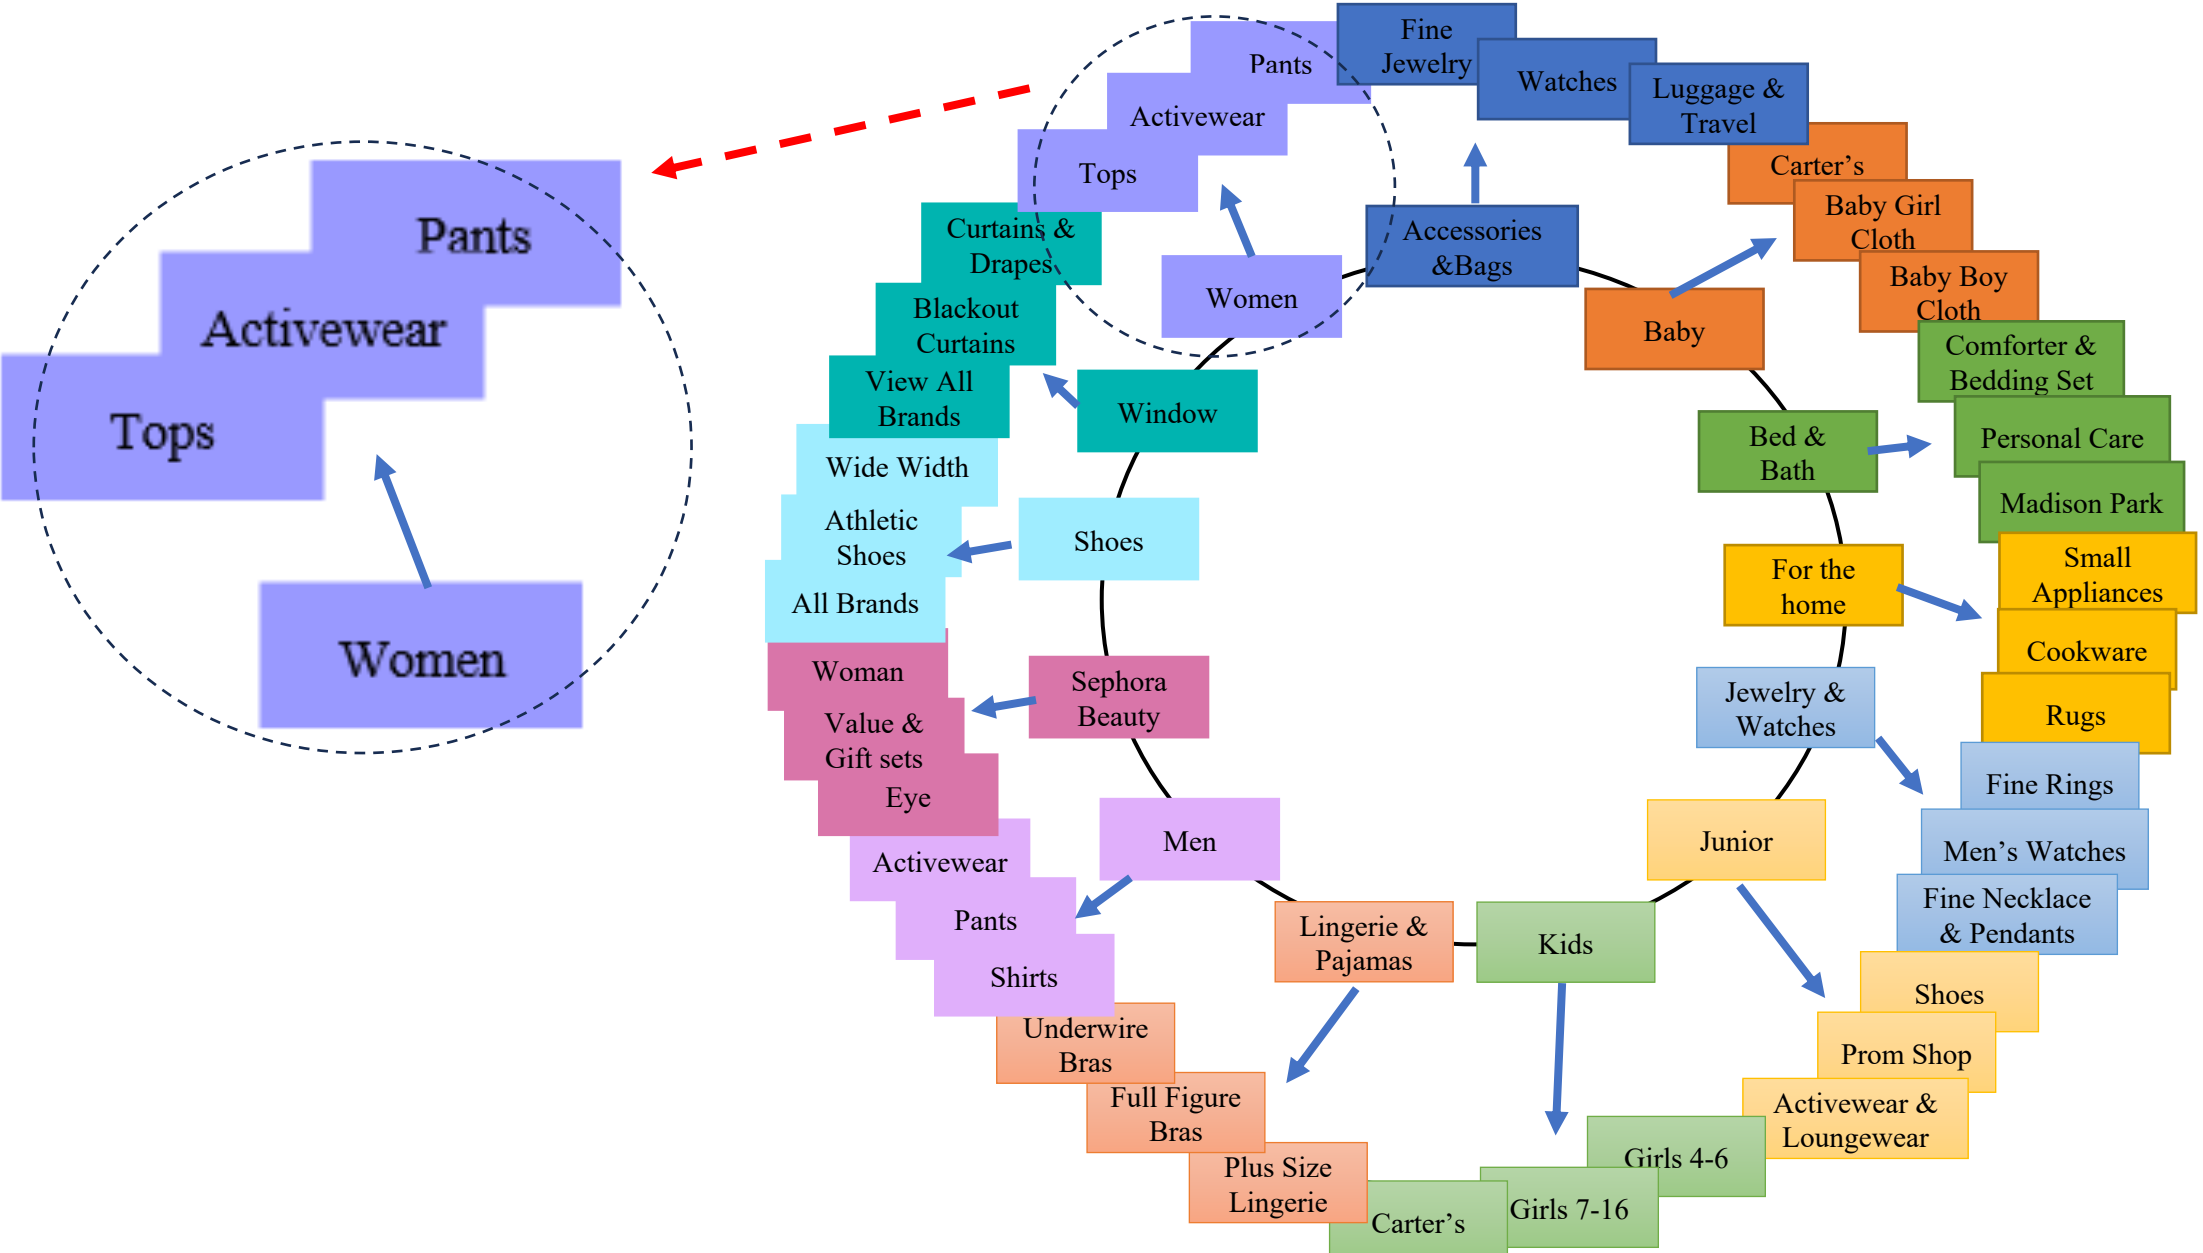 Pants
Activewear
Tops
Women
Pants
Activewear
Tops
Women
Fine
Jewelry
Watches
Luggage &
Travel
Accessories
&Bags
Carter’s
Baby Girl
Cloth
Baby Boy
Cloth
Baby
Comforter &
Bedding Set
Personal Care
Madison Park
Bed &
Bath
Small
Appliances
Cookware
Rugs
For the
home
Jewelry &
Watches
Fine Rings
Men’s Watches
Fine Necklace
& Pendants
Junior
Shoes
Prom Shop
Activewear &
Loungewear
Kids
Girls 4-6
Girls 7-16
Carter’s
Lingerie &
Pajamas
Underwire
Bras
Full Figure
Bras
Plus Size
Lingerie
Men
Activewear
Pants
Shirts
Sephora
Beauty
Woman
Value &
Gift sets
Eye
Shoes
Wide Width
Athletic
Shoes
All Brands
Window
Curtains &
Drapes
Blackout
Curtains
View All
Brands